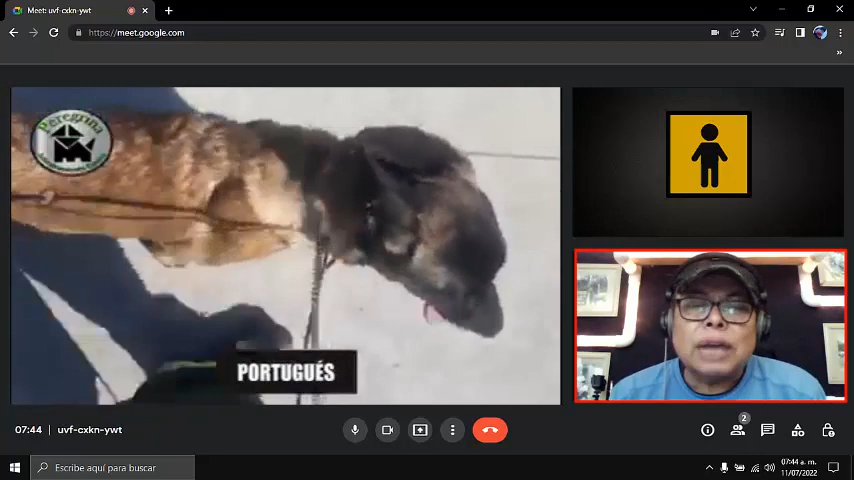 Meet: uvf-cxkn-ywt
https://meet.google.com
Peregrina
PORTUGUÉS
07:44 | uvf-cxkn-ywt
2
Escribe aquí para buscar
07:44 a. m.
11/07/2022